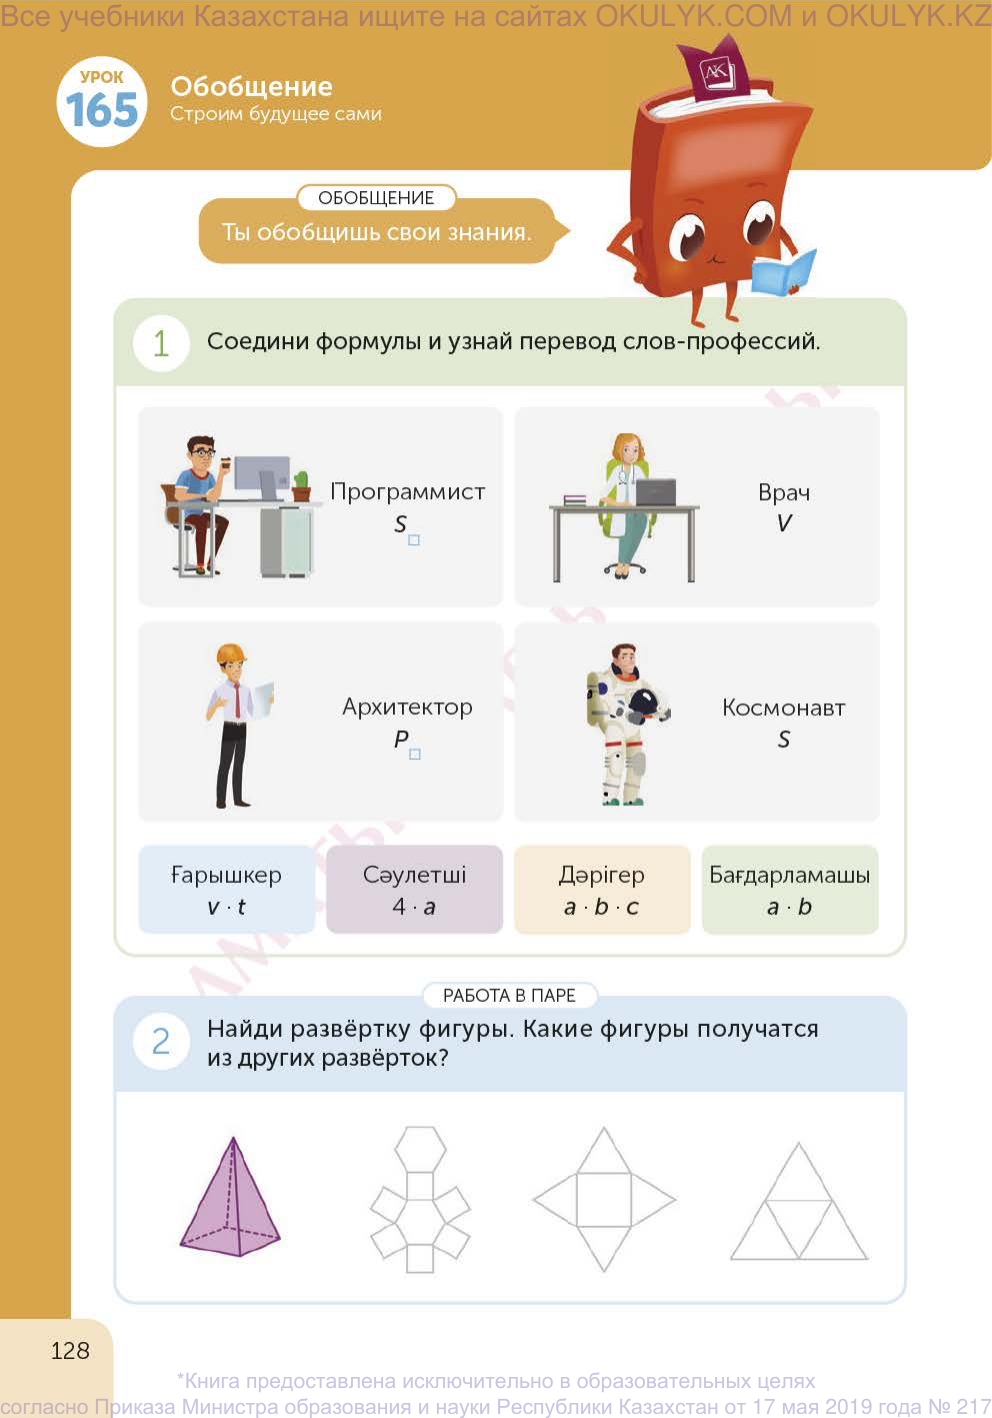 Все учебники Казахстана ищите на сайтах OKULYK.COM и OKULYK.KZ
УРОК
165
Обобщение
Строим будущее сами
ОБОБЩЕНИЕ
Ты обобщишь свои знания.
1
Соедини формулы и узнай перевод слов-профессий.
Программист
S□
Врач
V
Архитектор
P□
Космонавт
S
Ғарышкер
v · t
Сәулетші
4 · a
Дәрігер
a · b · c
Бағдарламашы
a · b
РАБОТА В ПАРЕ
2
Найди развёртку фигуры. Какие фигуры получатся
из других развёрток?
128
*Книга предоставлена исключительно в образовательных целях
согласно Приказа Министра образования и науки Республики Казахстан от 17 мая 2019 года № 217